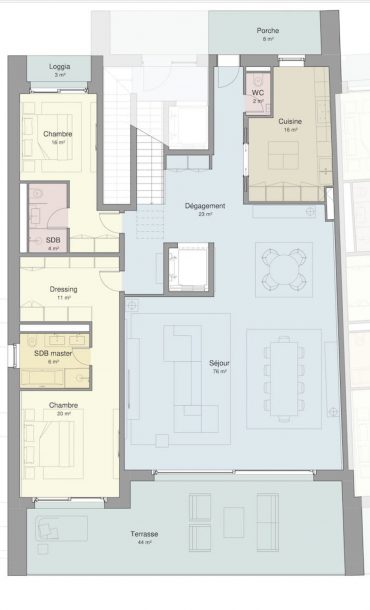 Porche
8 m²
Loggia
3 m²
WC
2 m²
Cuisine
16 m²
Chambre
16 m²
Dégagement
23 m²
SDB
4 m²
Dressing
11 m²
SDB master
6 m²
Séjour
76 m²
Chambre
20 m²
Terrasse
44 m²